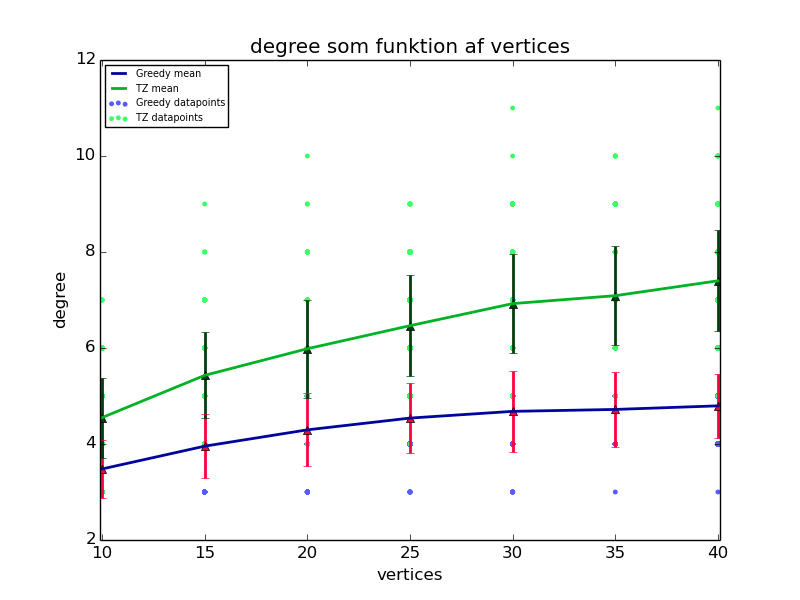 degree som funktion af vertices
Greedy mean
TZ mean
Greedy datapoints
TZ datapoints
12
10
8
6
4
2
degree
10 15 20 25 30 35 40
vertices